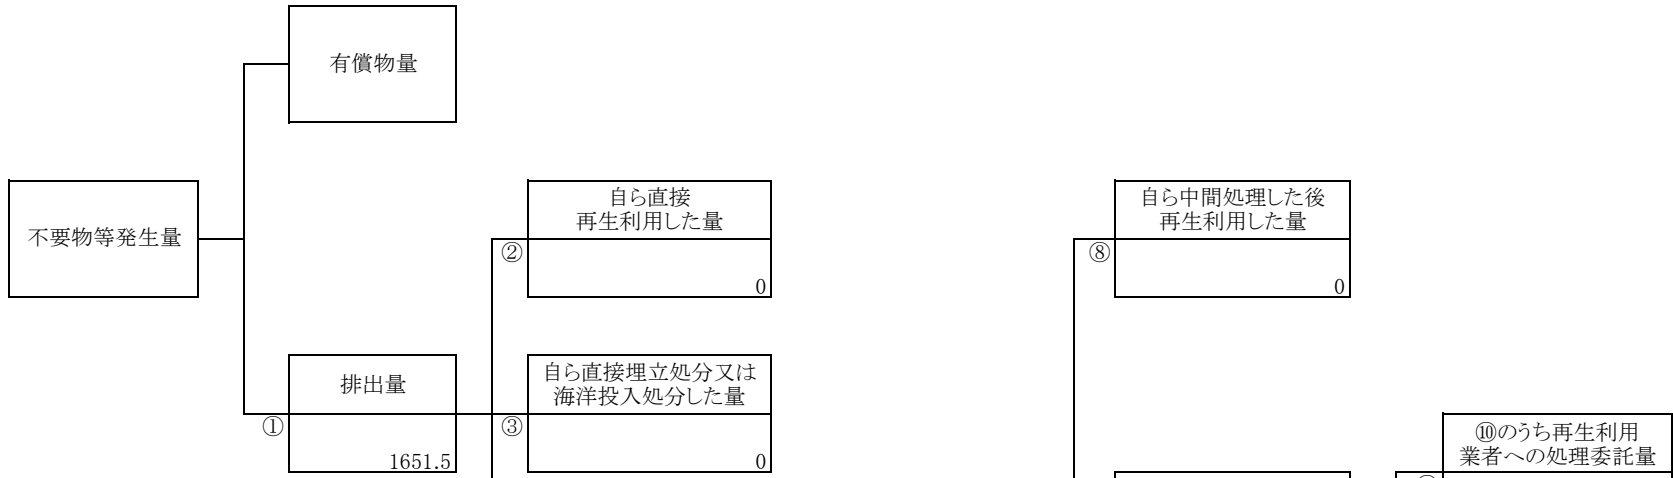 有償物量
不要物等発生量
自ら直接
再生利用した量
②
0
自ら中間処理した後
再生利用した量
⑧
0
排出量
①
1651.5
自ら直接埋立処分又は
海洋投入処分した量
③
0
⑩のうち再生利用
業者への処理委託量